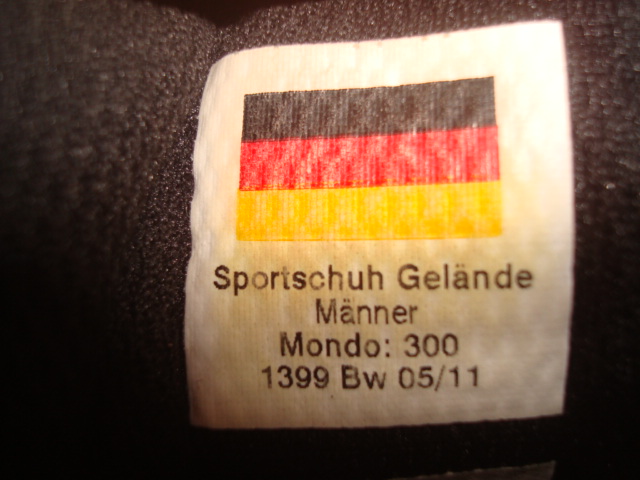 Sportschuh Gelände
Männer
Mondo: 300
1399 Bw 05/11